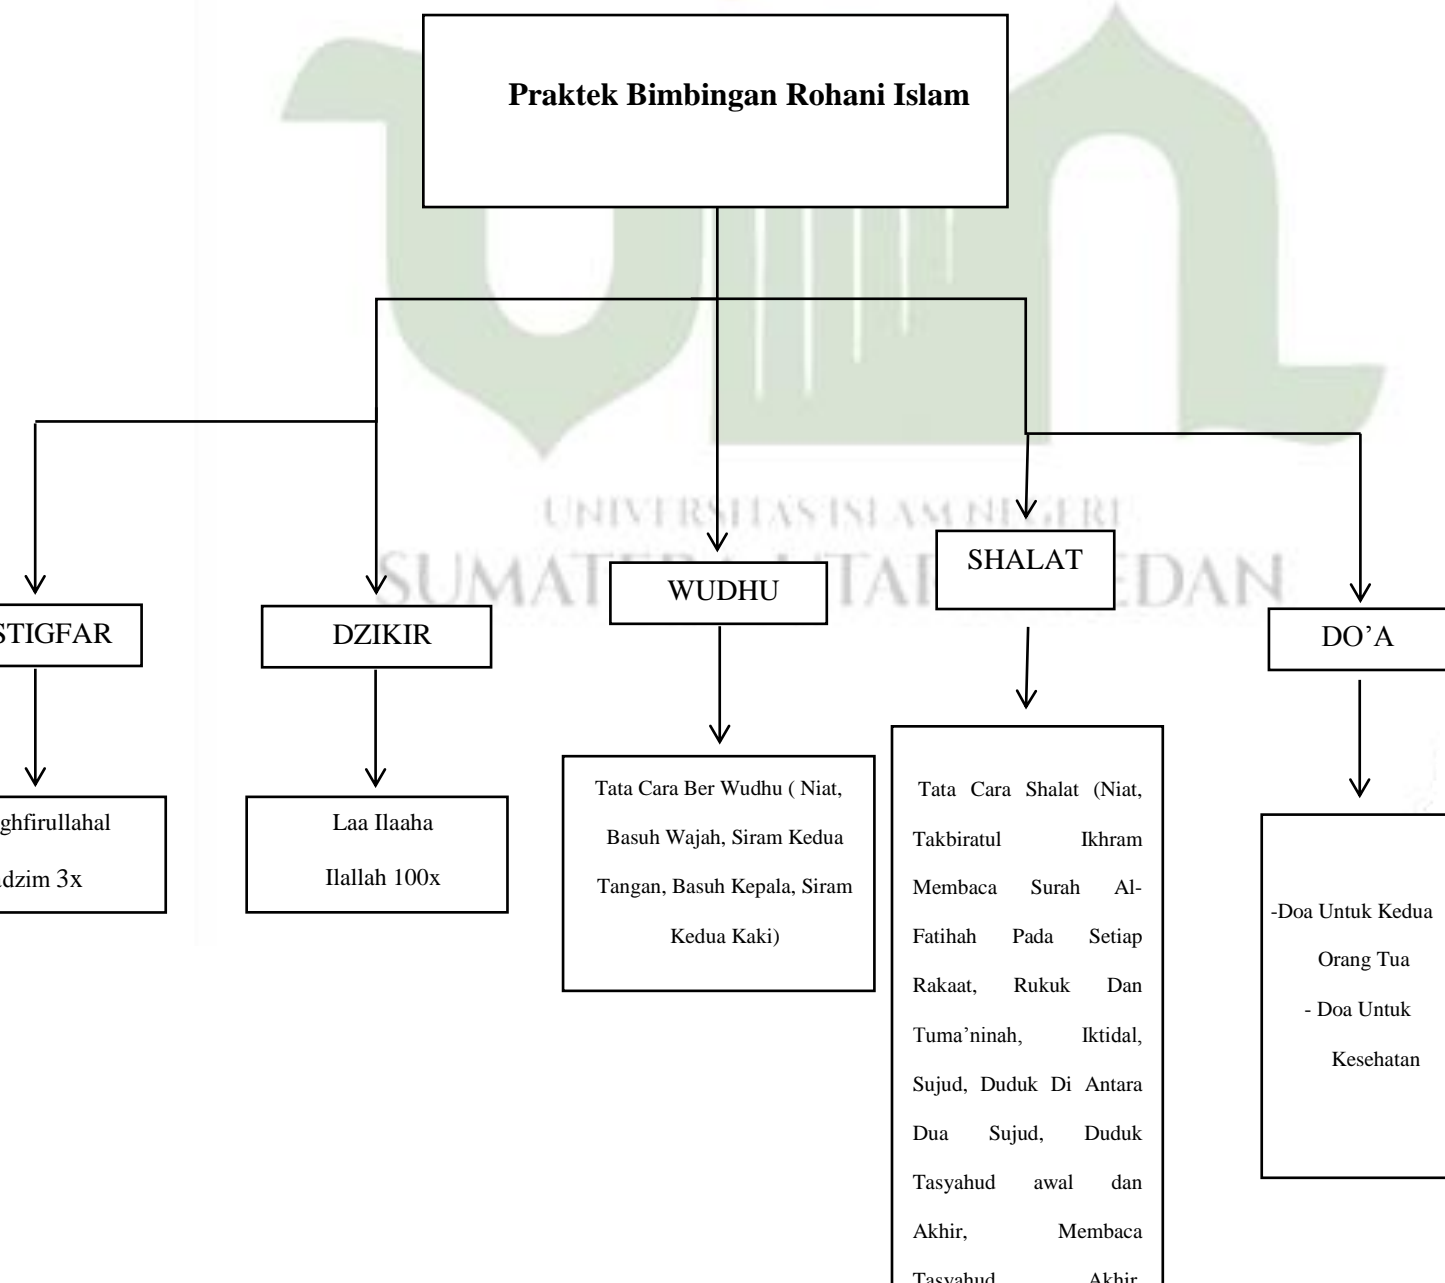 Praktek Bimbingan Rohani Islam
UNIVERSITAS ISLAM NEGERI
SUMATERA UTARA MEDAN
STIGFAR
DZIKIR
WUDHU
SHALAT
DO’A
ghfirullahal
dzim 3x
Laa Ilaaha
Ilallah 100x
Tata Cara Ber Wudhu ( Niat,
Basuh Wajah, Siram Kedua
Tangan, Basuh Kepala, Siram
Kedua Kaki)
Tata Cara Shalat (Niat,
Takbiratul Ikhram
Membaca Surah Al-
Fatihah Pada Setiap
Rakaat, Rukuk Dan
Tuma’ninah, Iktidal,
Sujud, Duduk Di Antara
Dua Sujud, Duduk
Tasyahud awal dan
Akhir, Membaca
Tasyahud Akhir,
-Doa Untuk Kedua
Orang Tua
- Doa Untuk
Kesehatan